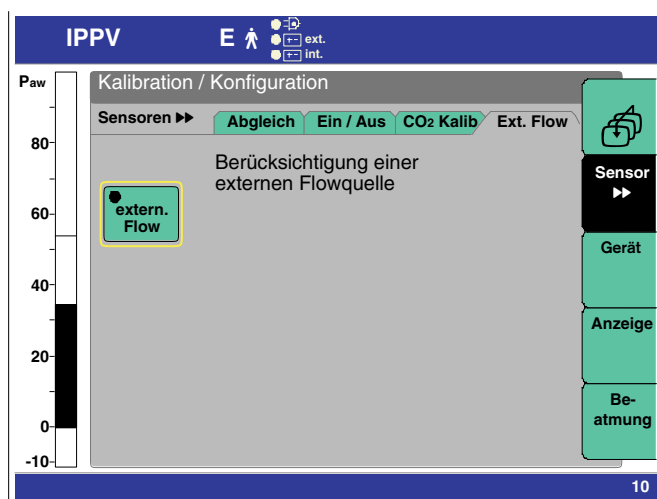 IPPV
E
ext.
int.
Paw
Kalibration / Konfiguration
Sensoren
Abgleich
Ein / Aus
CO2 Kalib
Ext. Flow
Berücksichtigung einer
externen Flowquelle
extern.
Flow
Sensor
Gerät
Anzeige
Be-
atmung
80
60
40
20
0
-10
10